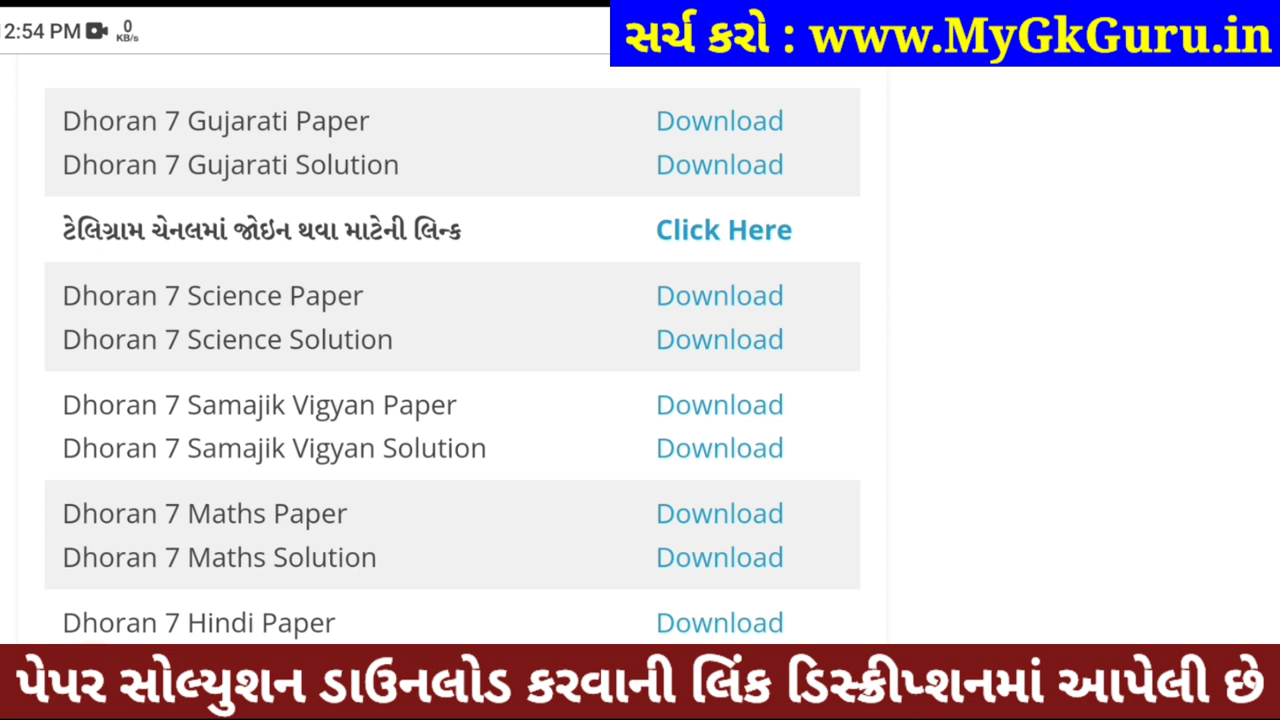 12:54 PM 0 KB/s
સર્ચ કરો : www.MyGkGuru.in
Dhoran 7 Gujarati Paper Download
Dhoran 7 Gujarati Solution Download
ટેલિગ્રામ ચેનલમાં જોઇન થવા માટેની લિન્ક Click Here
Dhoran 7 Science Paper Download
Dhoran 7 Science Solution Download
Dhoran 7 Samajik Vigyan Paper Download
Dhoran 7 Samajik Vigyan Solution Download
Dhoran 7 Maths Paper Download
Dhoran 7 Maths Solution Download
Dhoran 7 Hindi Paper Download
પેપર સોલ્યુશન ડાઉનલોડ કરવાની લિંક ડિસ્ક્રીપ્શનમાં આપેલી છે